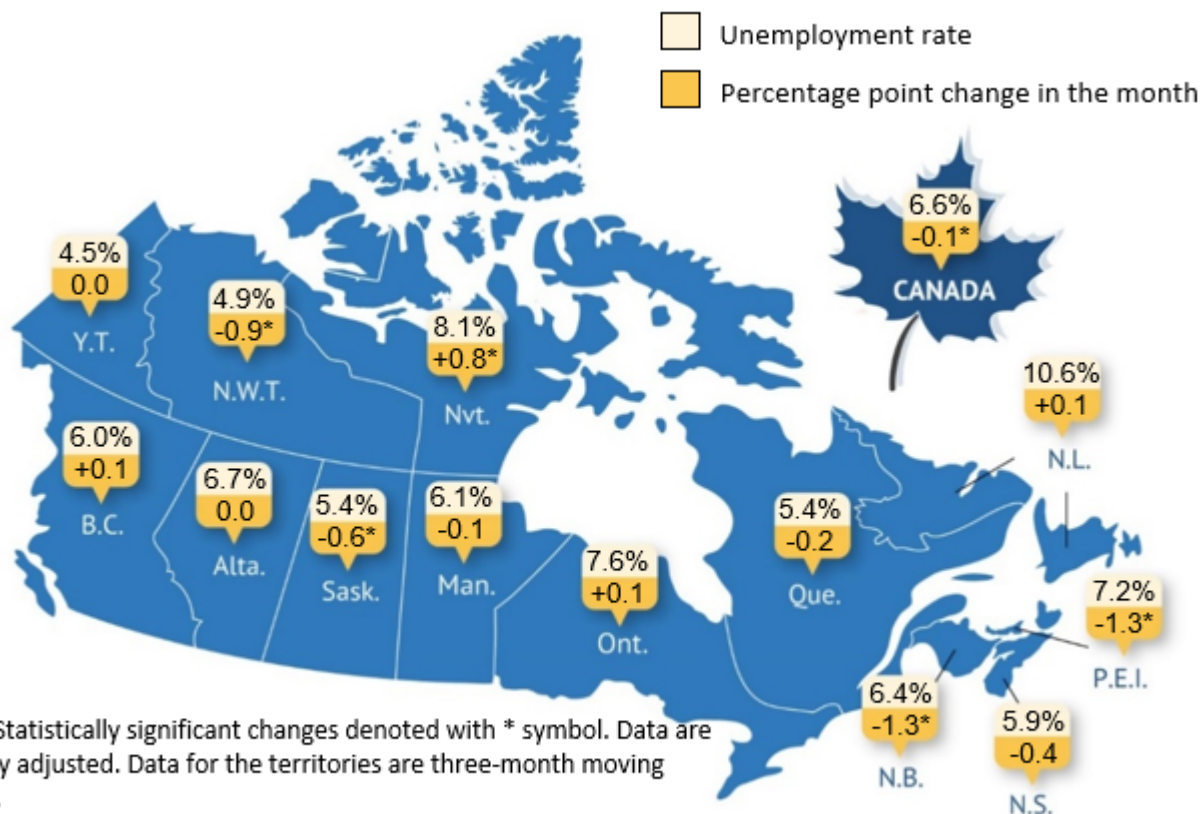 Unemployment rate
Percentage point change in the month
6.6%
-0.1*
CANADA
4.5%
0.0
Y.T.
4.9%
-0.9*
N.W.T.
8.1%
+0.8*
Nvt.
10.6%
+0.1
N.L.
6.0%
+0.1
B.C.
6.7%
0.0
Alta.
5.4%
-0.6*
Sask.
6.1%
-0.1
Man.
7.6%
+0.1
Ont.
5.4%
-0.2
Que.
7.2%
-1.3*
P.E.I.
6.4%
-1.3*
N.B.
5.9%
-0.4
N.S.
Statistically significant changes denoted with * symbol. Data are
y adjusted. Data for the territories are three-month moving